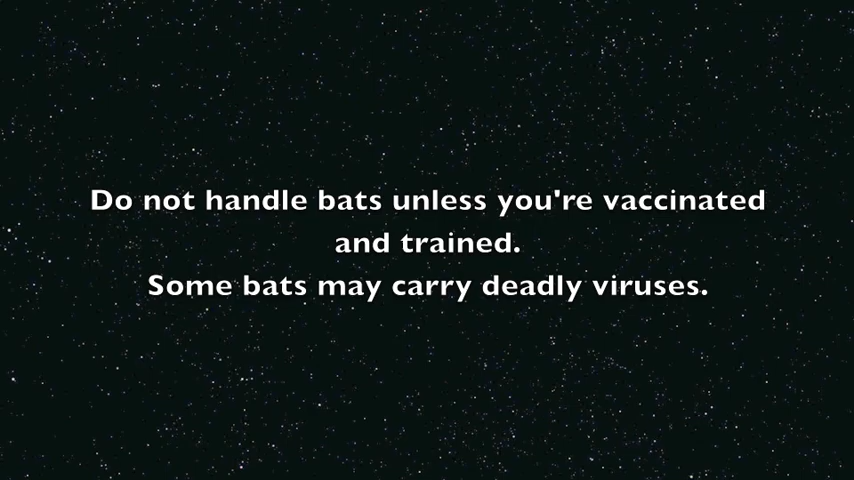 Do not handle bats unless you're vaccinated
and trained.
Some bats may carry deadly viruses.